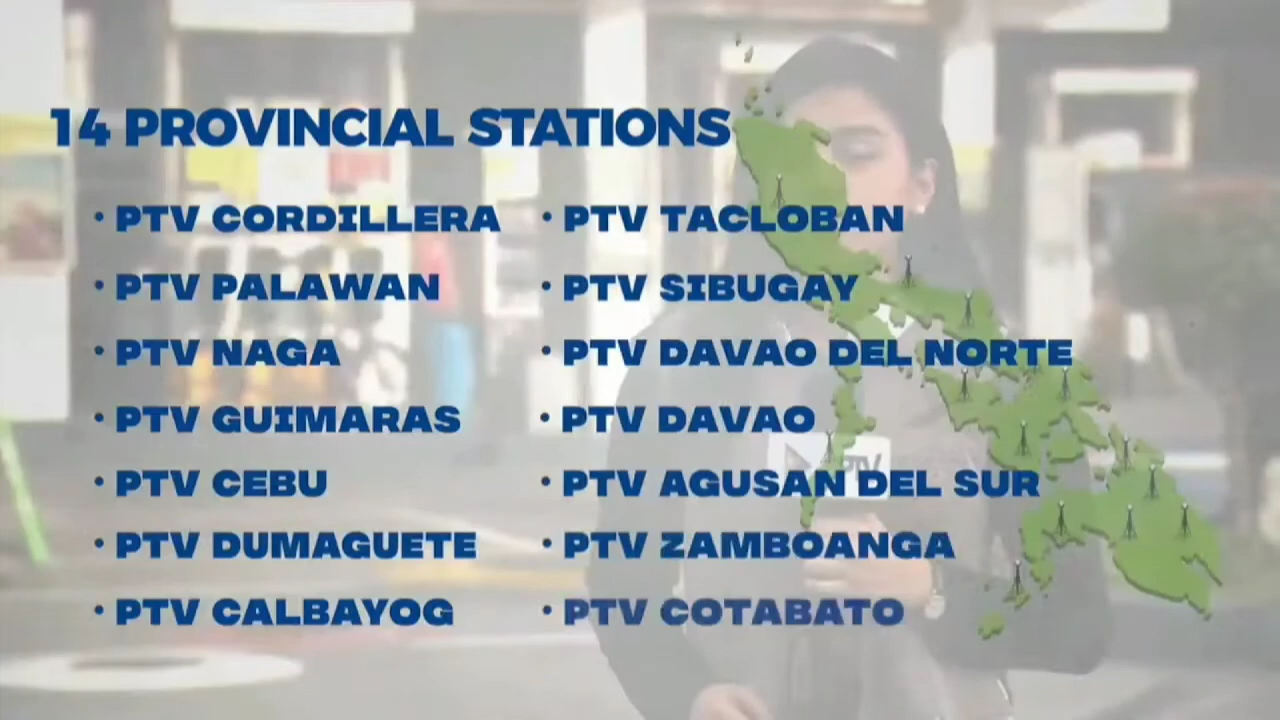 14 PROVINCIAL STATIONS
• PTV CORDILLERA
• PTV PALAWAN
• PTV NAGA
• PTV GUIMARAS
• PTV CEBU
• PTV DUMAGUETE
• PTV CALBAYOG
• PTV TACLOBAN
• PTV SIBUGAY
• PTV DAVAO DEL NORTE
• PTV DAVAO
• PTV AGUSAN DEL SUR
• PTV ZAMBOANGA
• PTV COTABATO
PTV